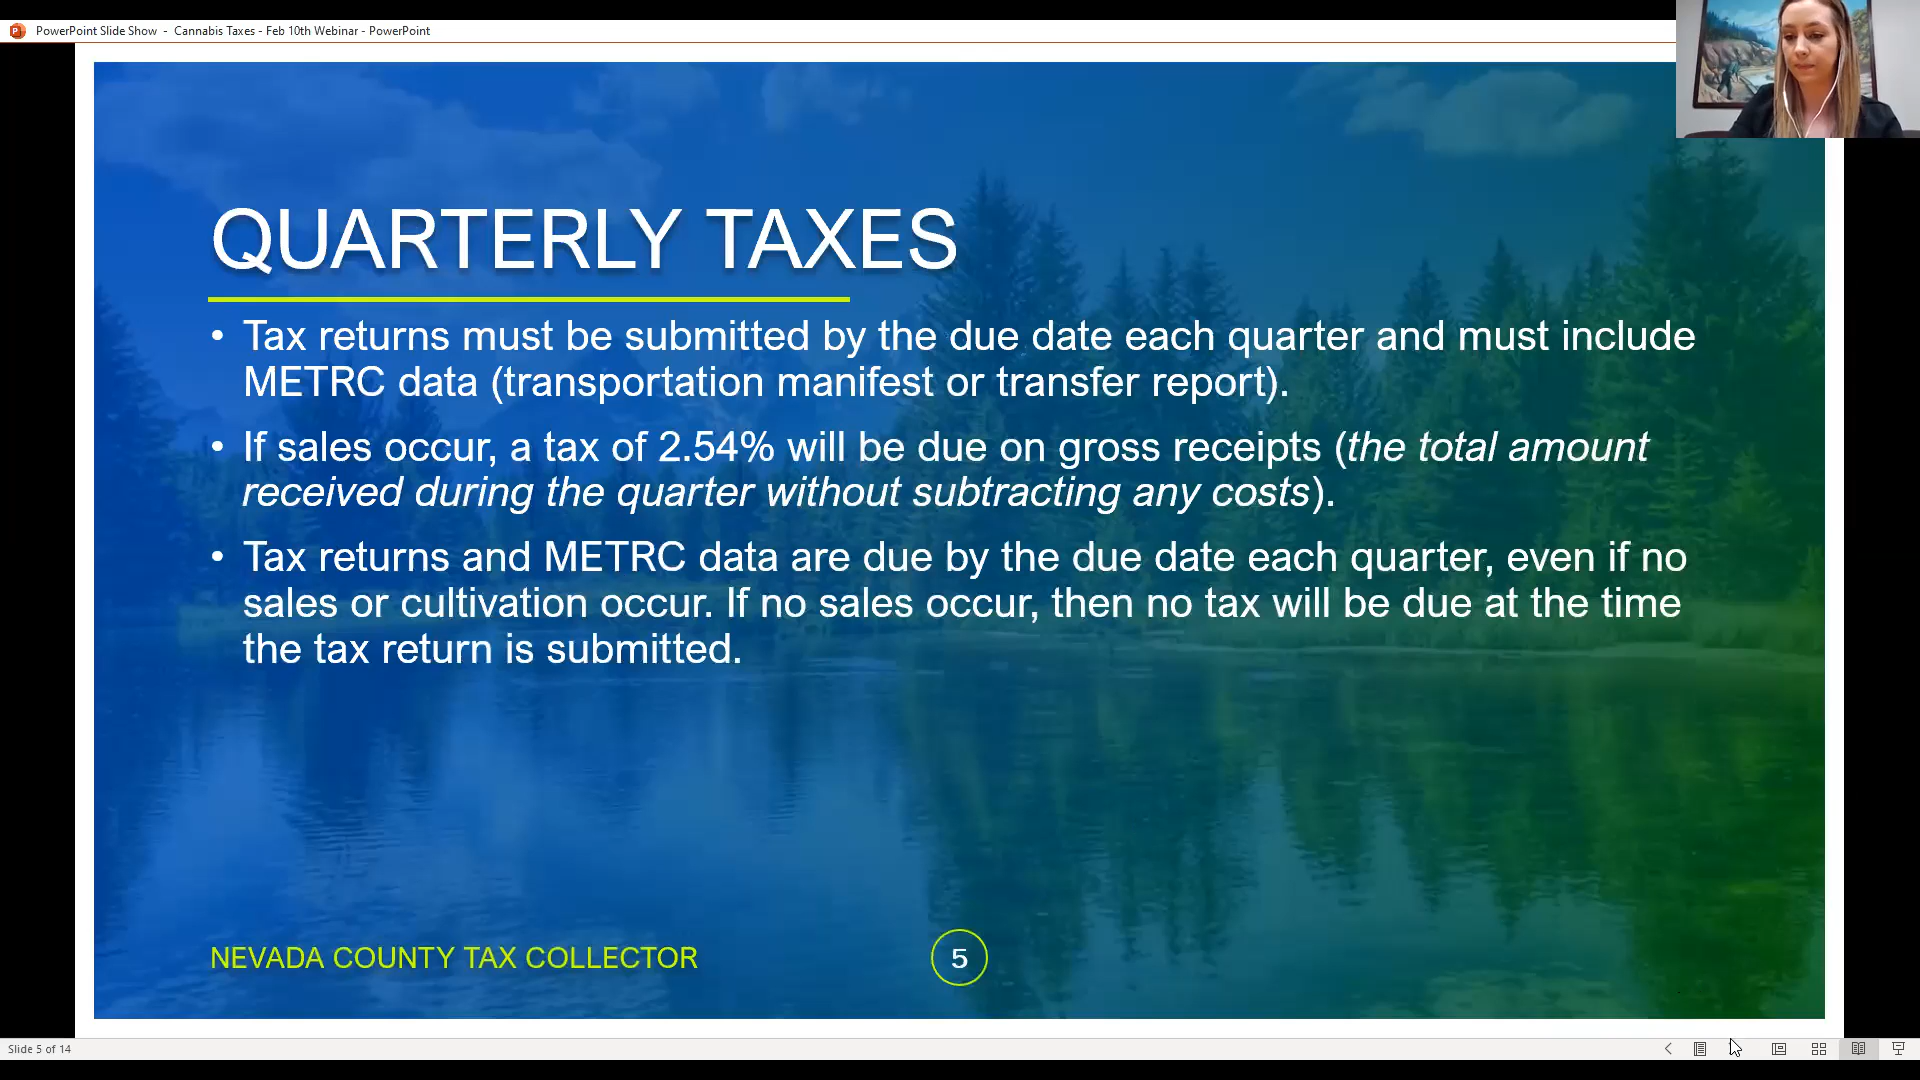 PowerPoint Slide Show - Cannabis Taxes - Feb 10th Webinar - PowerPoint
QUARTERLY TAXES
• Tax returns must be submitted by the due date each quarter and must include
METRC data (transportation manifest or transfer report).
• If sales occur, a tax of 2.54% will be due on gross receipts (the total amount
received during the quarter without subtracting any costs).
• Tax returns and METRC data are due by the due date each quarter, even if no
sales or cultivation occur. If no sales occur, then no tax will be due at the time
the tax return is submitted.
NEVADA COUNTY TAX COLLECTOR
5
Slide 5 of 14